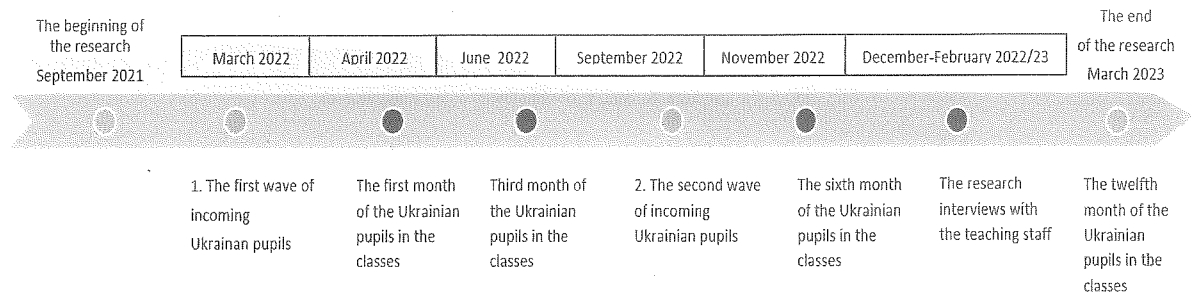 The beginning of
the research
September 2021
March 2022
April 2022
June 2022
September 2022
November 2022
December-February 2022/23
The end
of the research
March 2023
1. The first wave of
incoming
Ukrainan pupils
The first month
of the Ukrainian
pupils in the
classes
Third month of
the Ukrainian
pupils in the
classes
2. The second wave
of incoming
Ukrainian pupils
The sixth month
of the Ukrainian
pupils in the
classes
The research
interviews with
the teaching staff
The twelfth
month of the
Ukrainian
pupils in the
classes